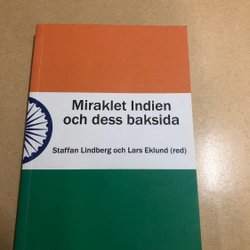 Miraklet Indien
och dess baksida
Staffan Lindberg och Lars Eklund (red)